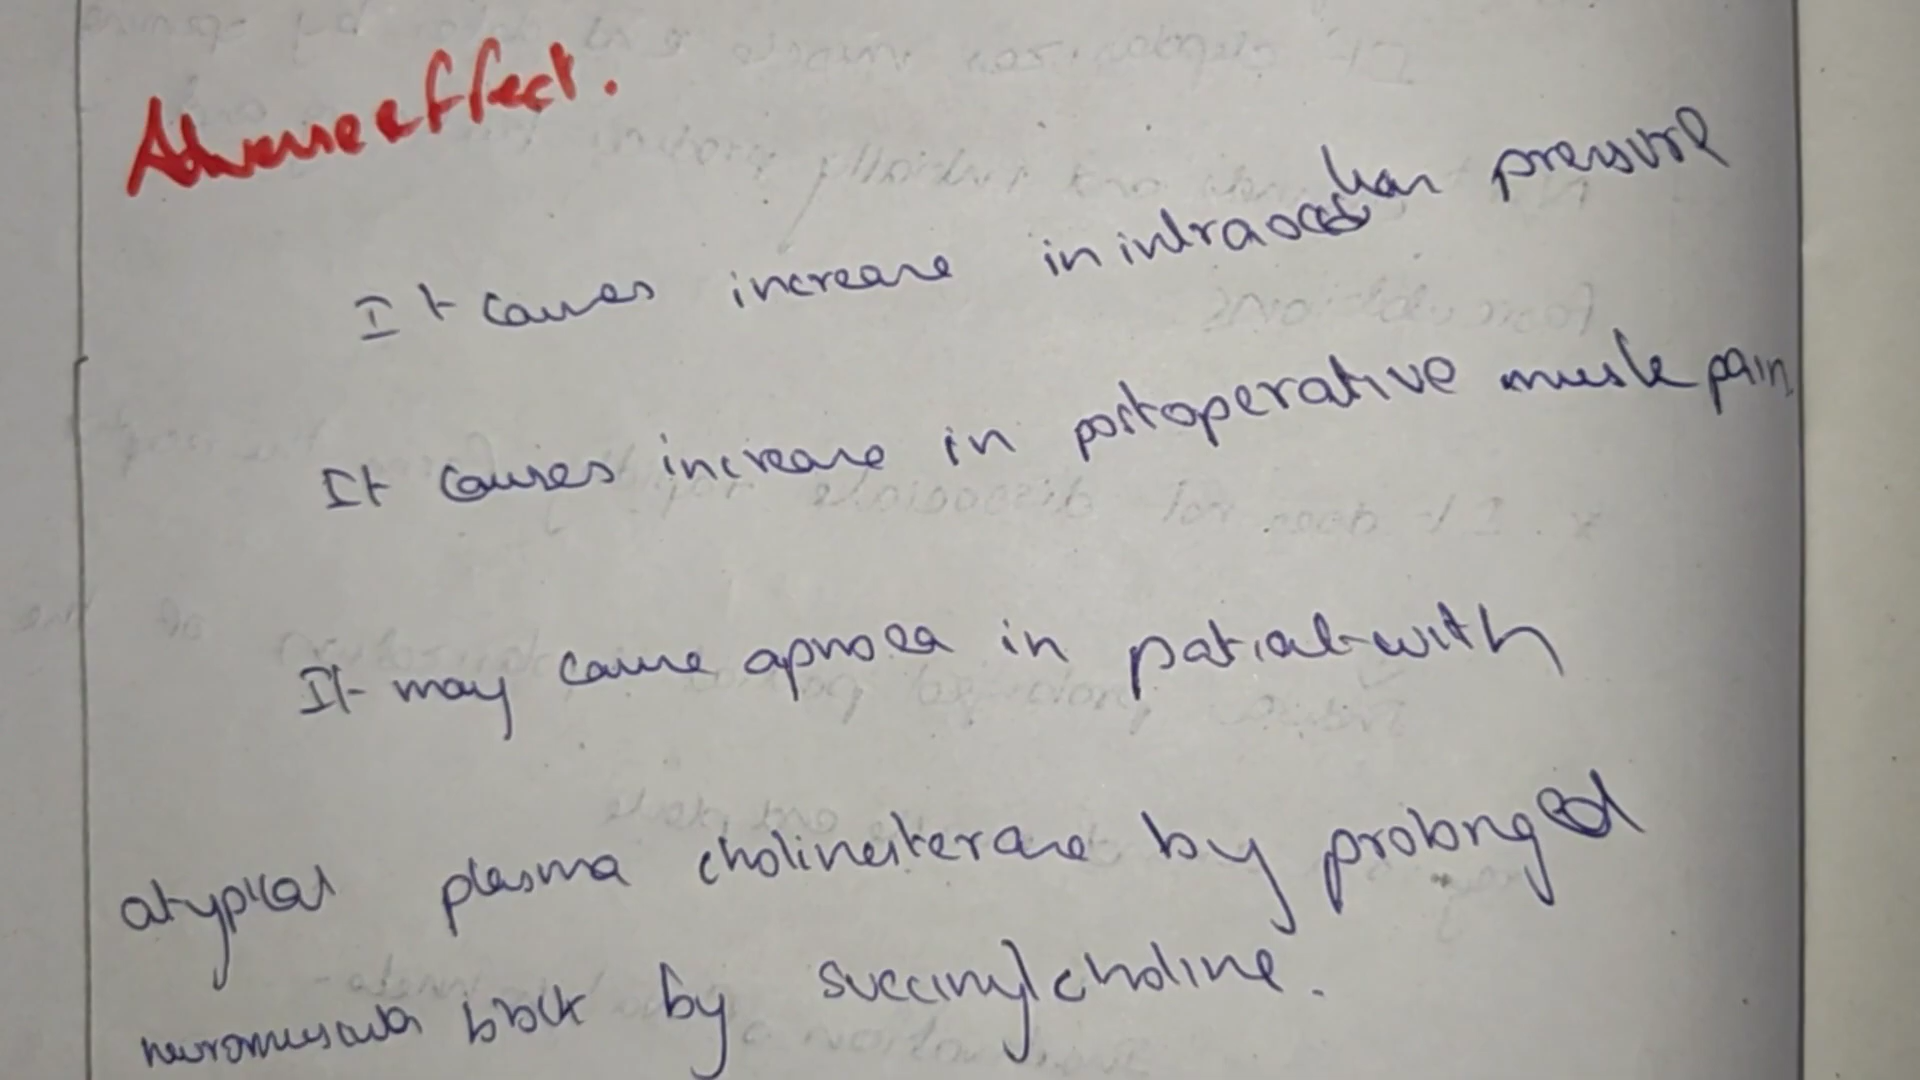 Adverse effect.
It causes increase in intraocular pressure
It causes increase in postoperative muscle pain
It may cause apnoea in patient with
atypical plasma cholinesterase by prolonged
neuromuscular block by succinylcholine.